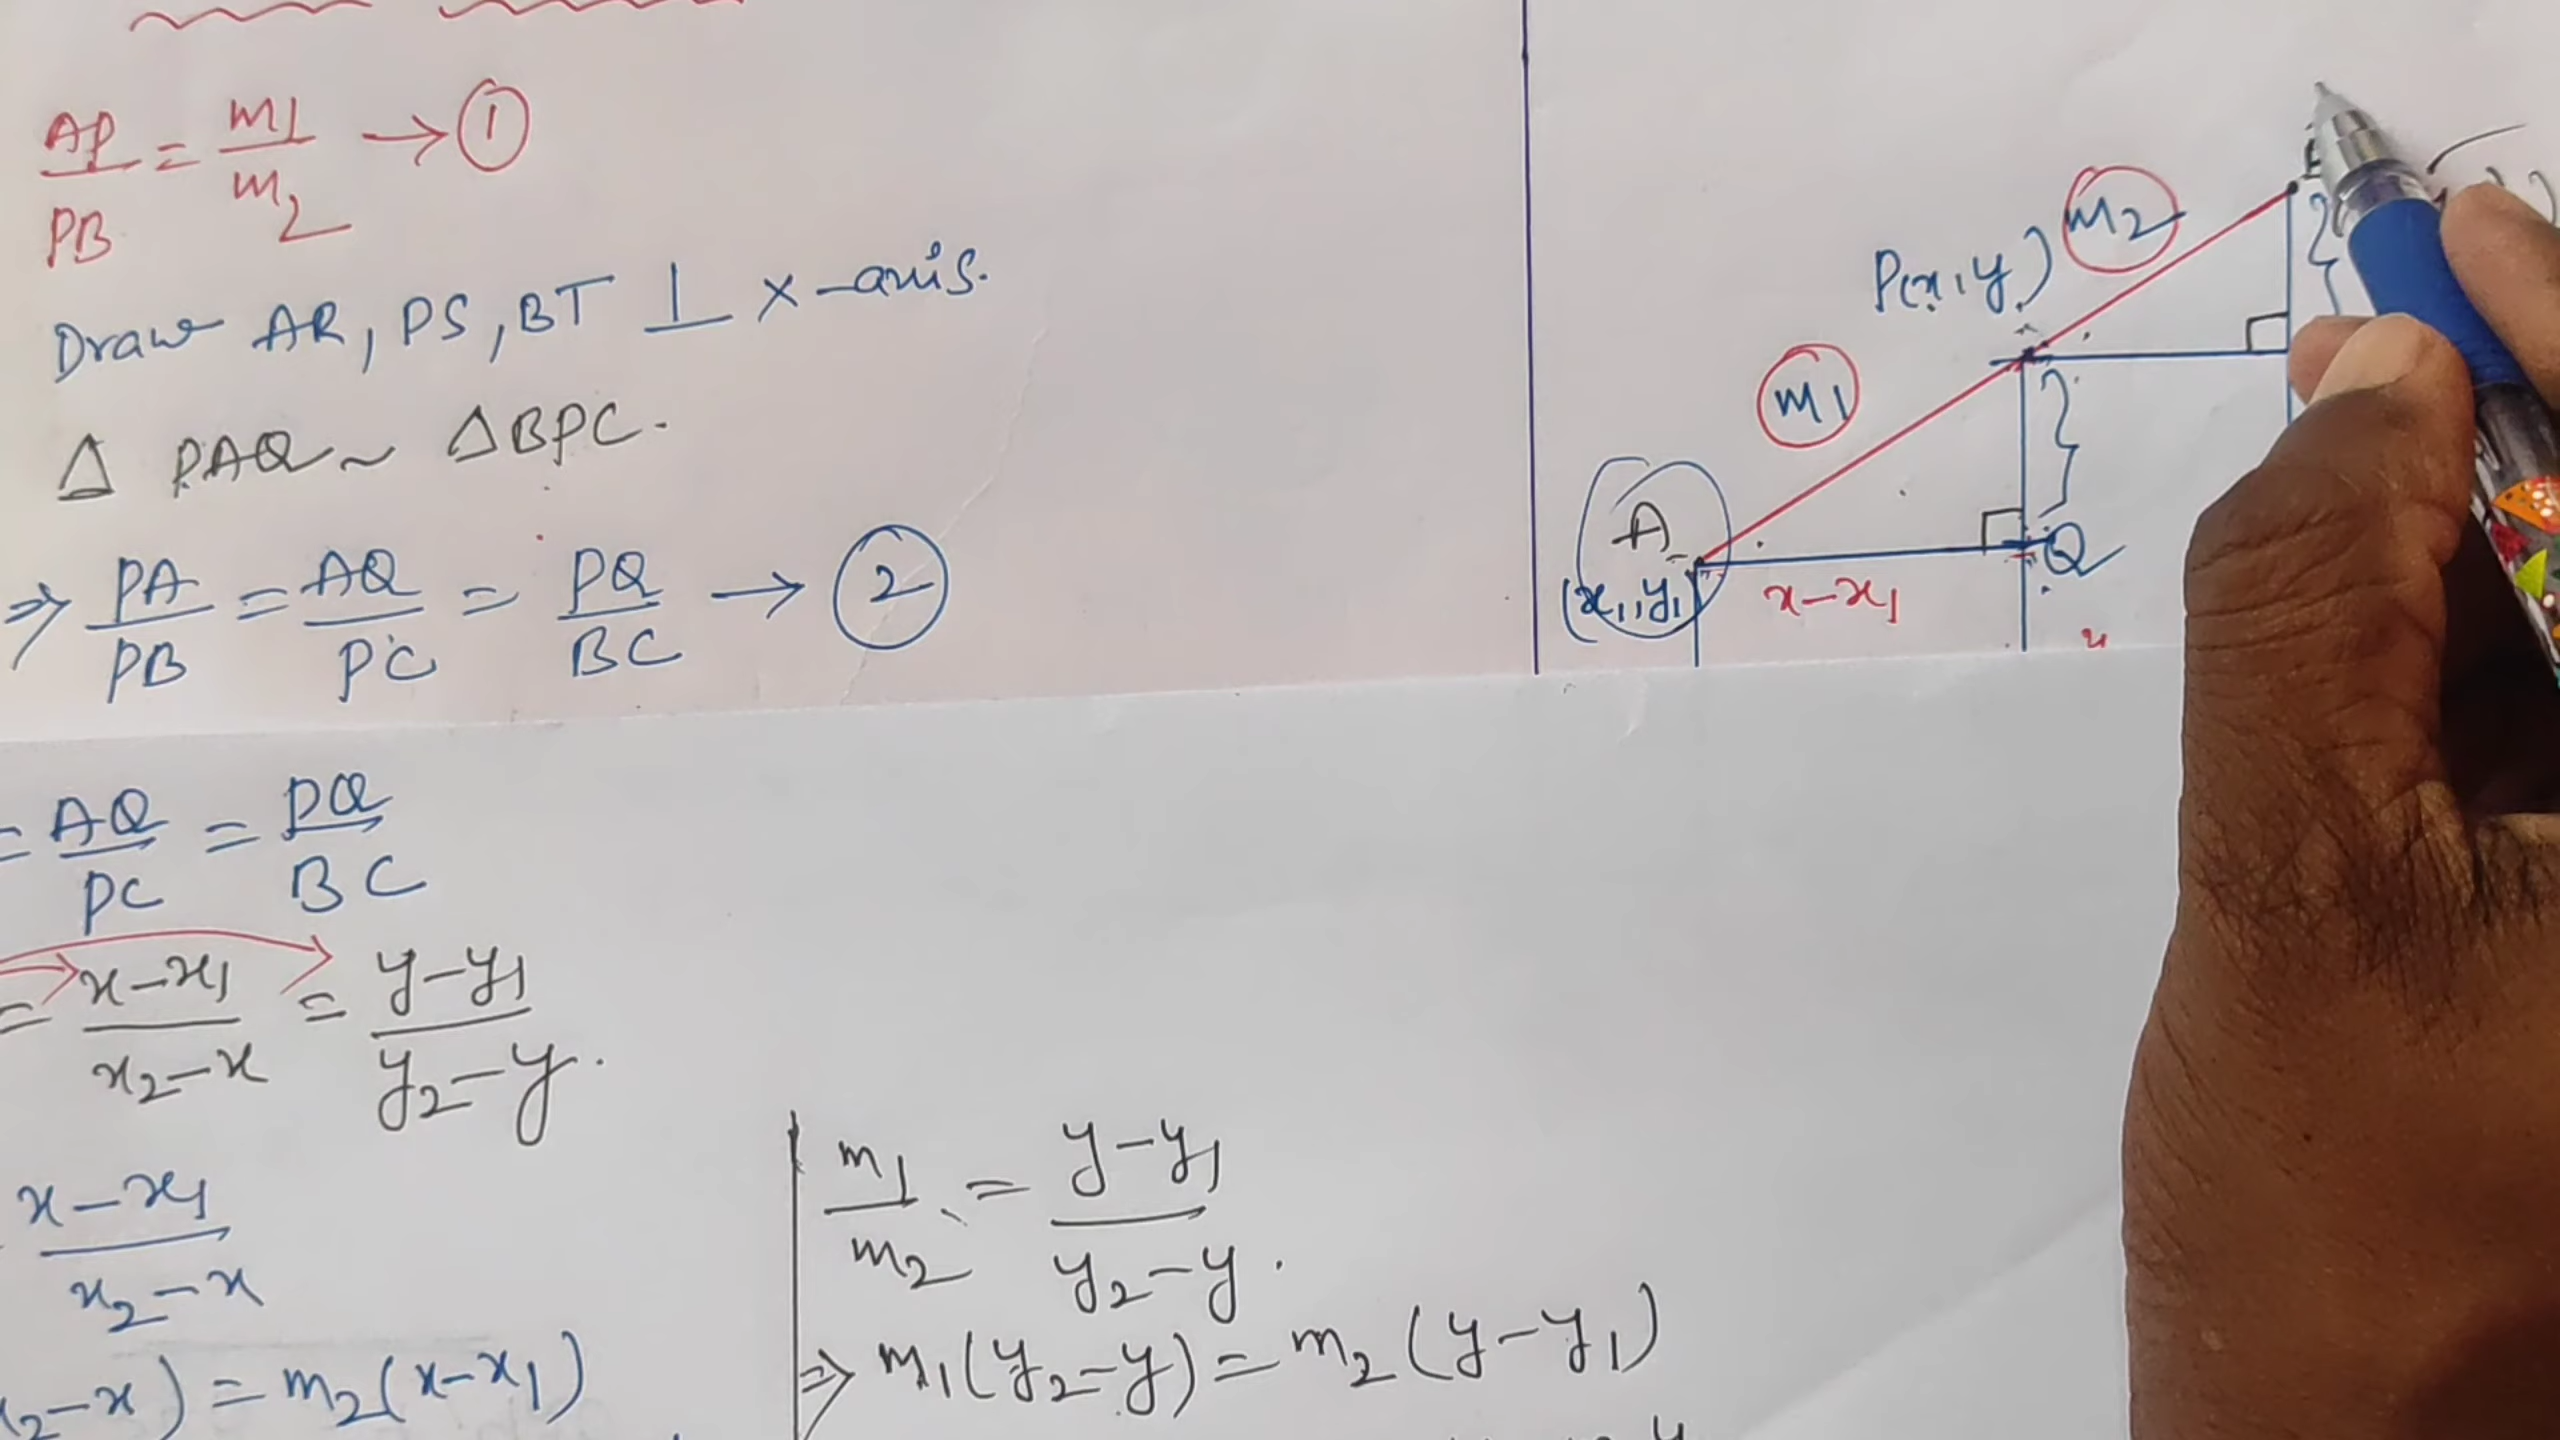 AP/PB = m1/m2 → ①
Draw AR, PS, BT ⊥ x-axis.
Δ PAQ ~ ΔBPC.
⇒ PA/PB = AQ/PC = PQ/BC → ②
= AQ/PC = PQ/BC
= x-x1/x2-x = y-y1/y2-y.
x-x1/x2-x
x2-x) = m2(x-x1)
m1/m2 = y-y1/y2-y.
⇒ m1(y2-y) = m2(y-y1)
m2
P(x,y)
m1
A
(x1,y1)
x-x1
Q